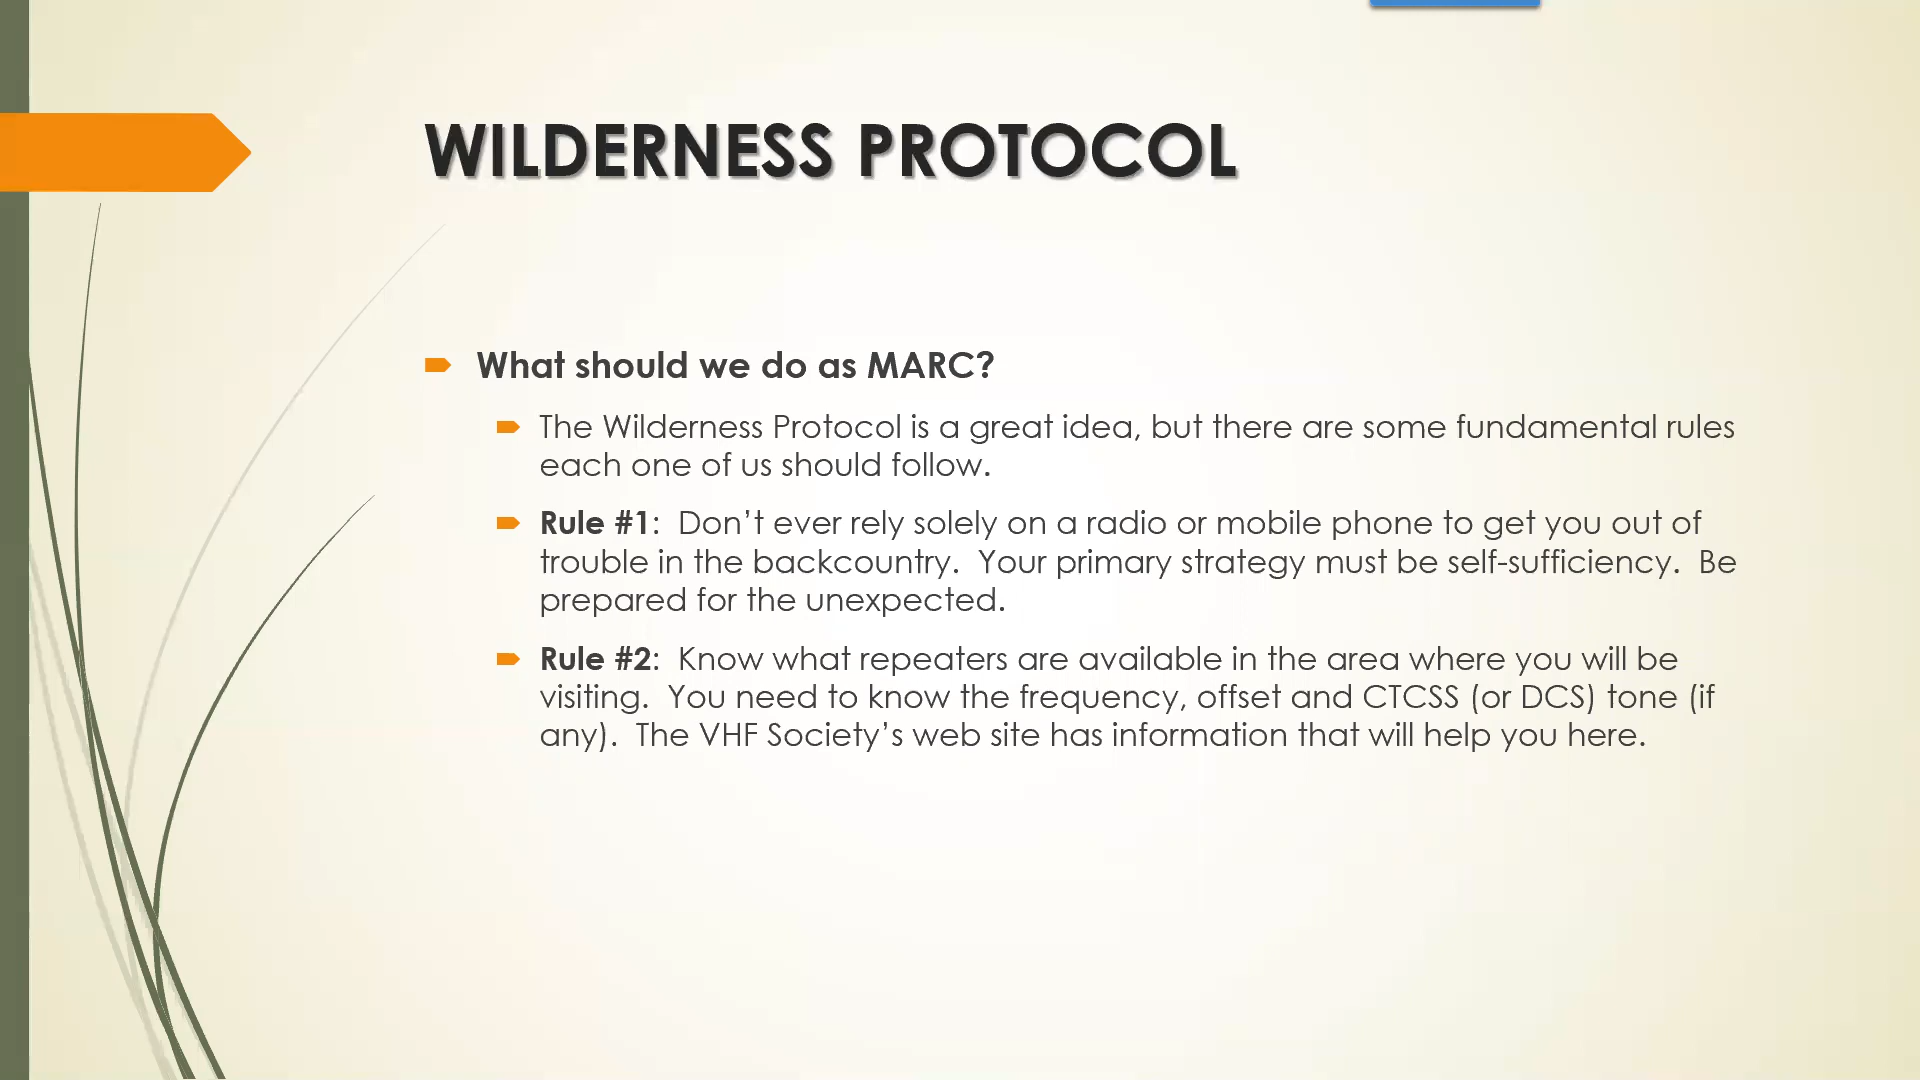 WILDERNESS PROTOCOL
What should we do as MARC?
The Wilderness Protocol is a great idea, but there are some fundamental rules
each one of us should follow.
Rule #1:  Don’t ever rely solely on a radio or mobile phone to get you out of
trouble in the backcountry.  Your primary strategy must be self-sufficiency.  Be
prepared for the unexpected.
Rule #2:  Know what repeaters are available in the area where you will be
visiting.  You need to know the frequency, offset and CTCSS (or DCS) tone (if
any).  The VHF Society’s web site has information that will help you here.